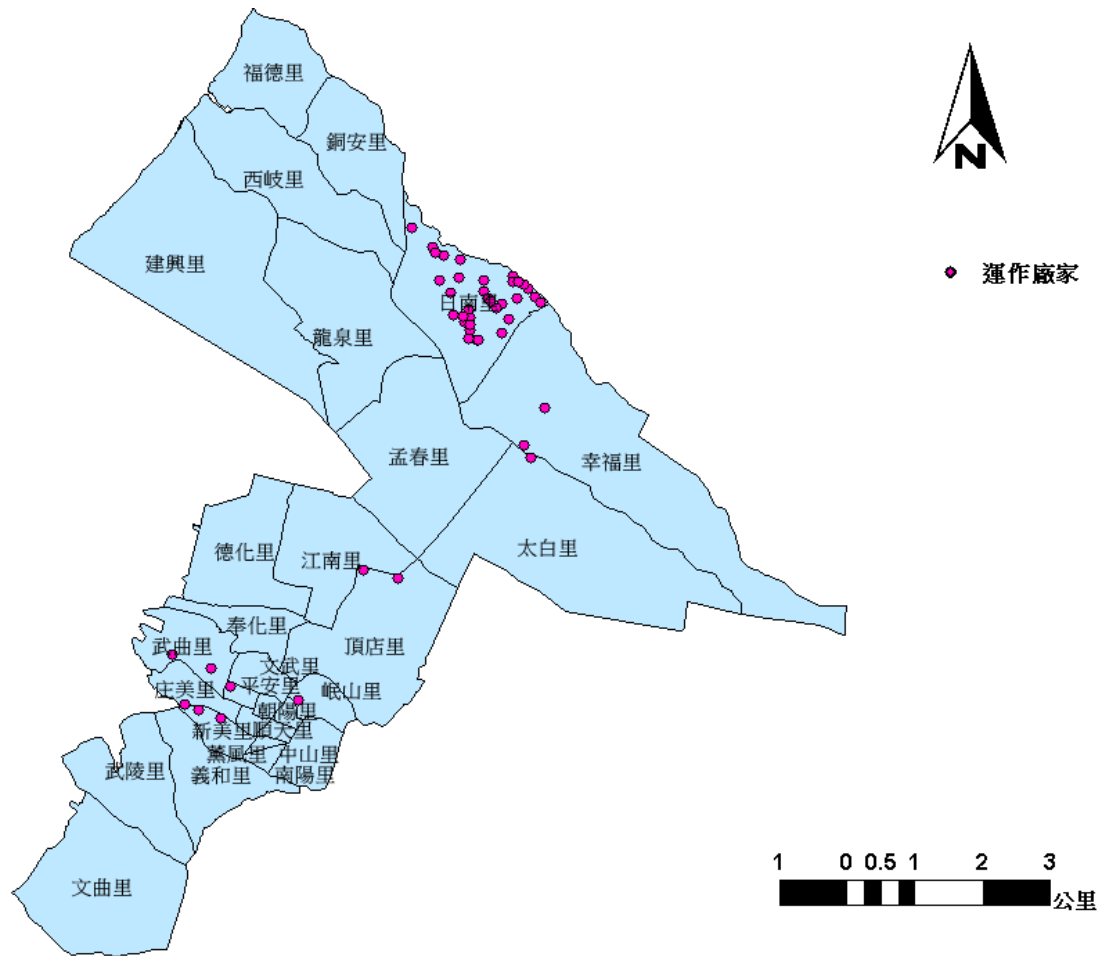 福德里
銅安里
西岐里
N
建興里
運作廠家
日南里
龍泉里
孟春里
幸福里
德化里
江南里
太白里
奉化里
武曲里
文武里
頂店里
庄美里
平安里
岷山里
朝陽里
新美里
順天里
薰風里
中山里
武陵里
義和里
南陽里
1 0 0.5 1 2 3
文曲里
公里